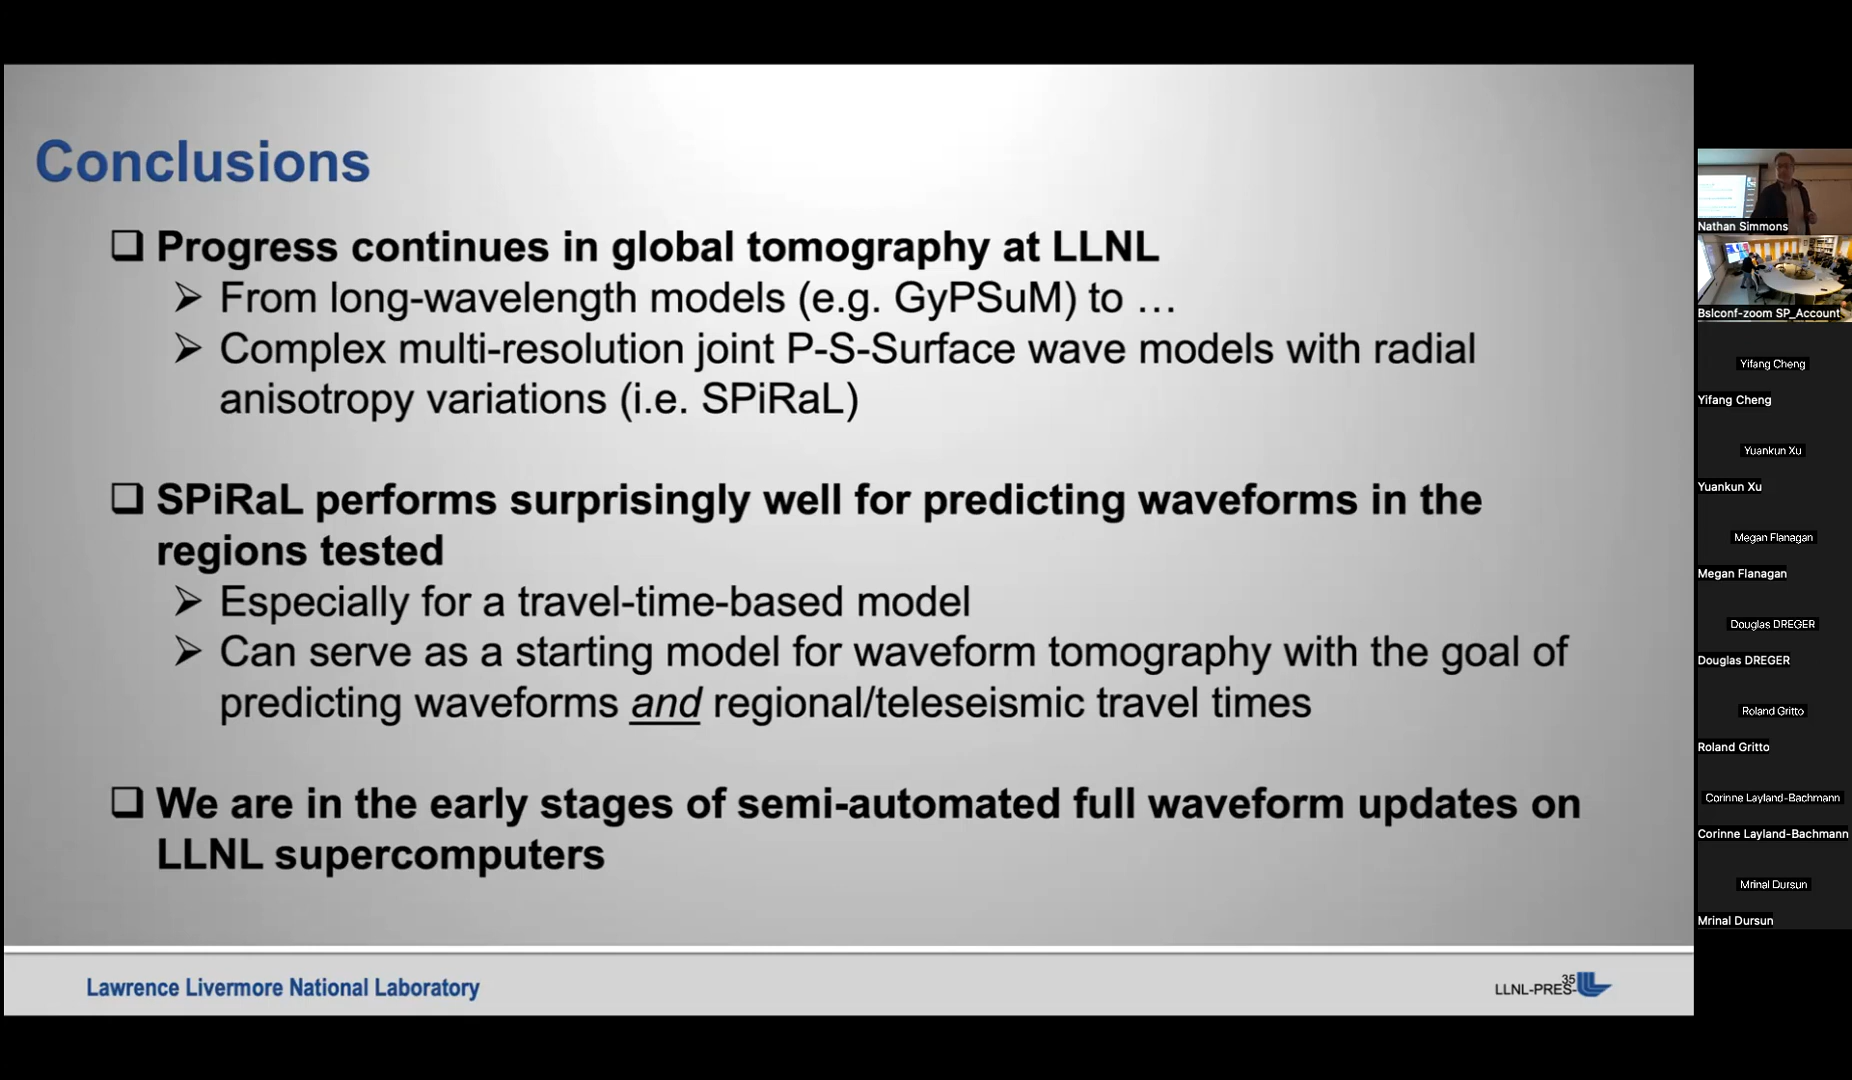 Conclusions
❑ Progress continues in global tomography at LLNL
➢ From long-wavelength models (e.g. GyPSuM) to …
➢ Complex multi-resolution joint P-S-Surface wave models with radial
anisotropy variations (i.e. SPiRaL)
❑ SPiRaL performs surprisingly well for predicting waveforms in the
regions tested
➢ Especially for a travel-time-based model
➢ Can serve as a starting model for waveform tomography with the goal of
predicting waveforms and regional/teleseismic travel times
❑ We are in the early stages of semi-automated full waveform updates on
LLNL supercomputers
Lawrence Livermore National Laboratory
35
LLNL-PRES-
Nathan Simmons
Bslconf-zoom SP_Account
Yifang Cheng
Yifang Cheng
Yuankun Xu
Yuankun Xu
Megan Flanagan
Megan Flanagan
Douglas DREGER
Douglas DREGER
Roland Gritto
Roland Gritto
Corinne Layland-Bachmann
Corinne Layland-Bachmann
Mrinal Dursun
Mrinal Dursun